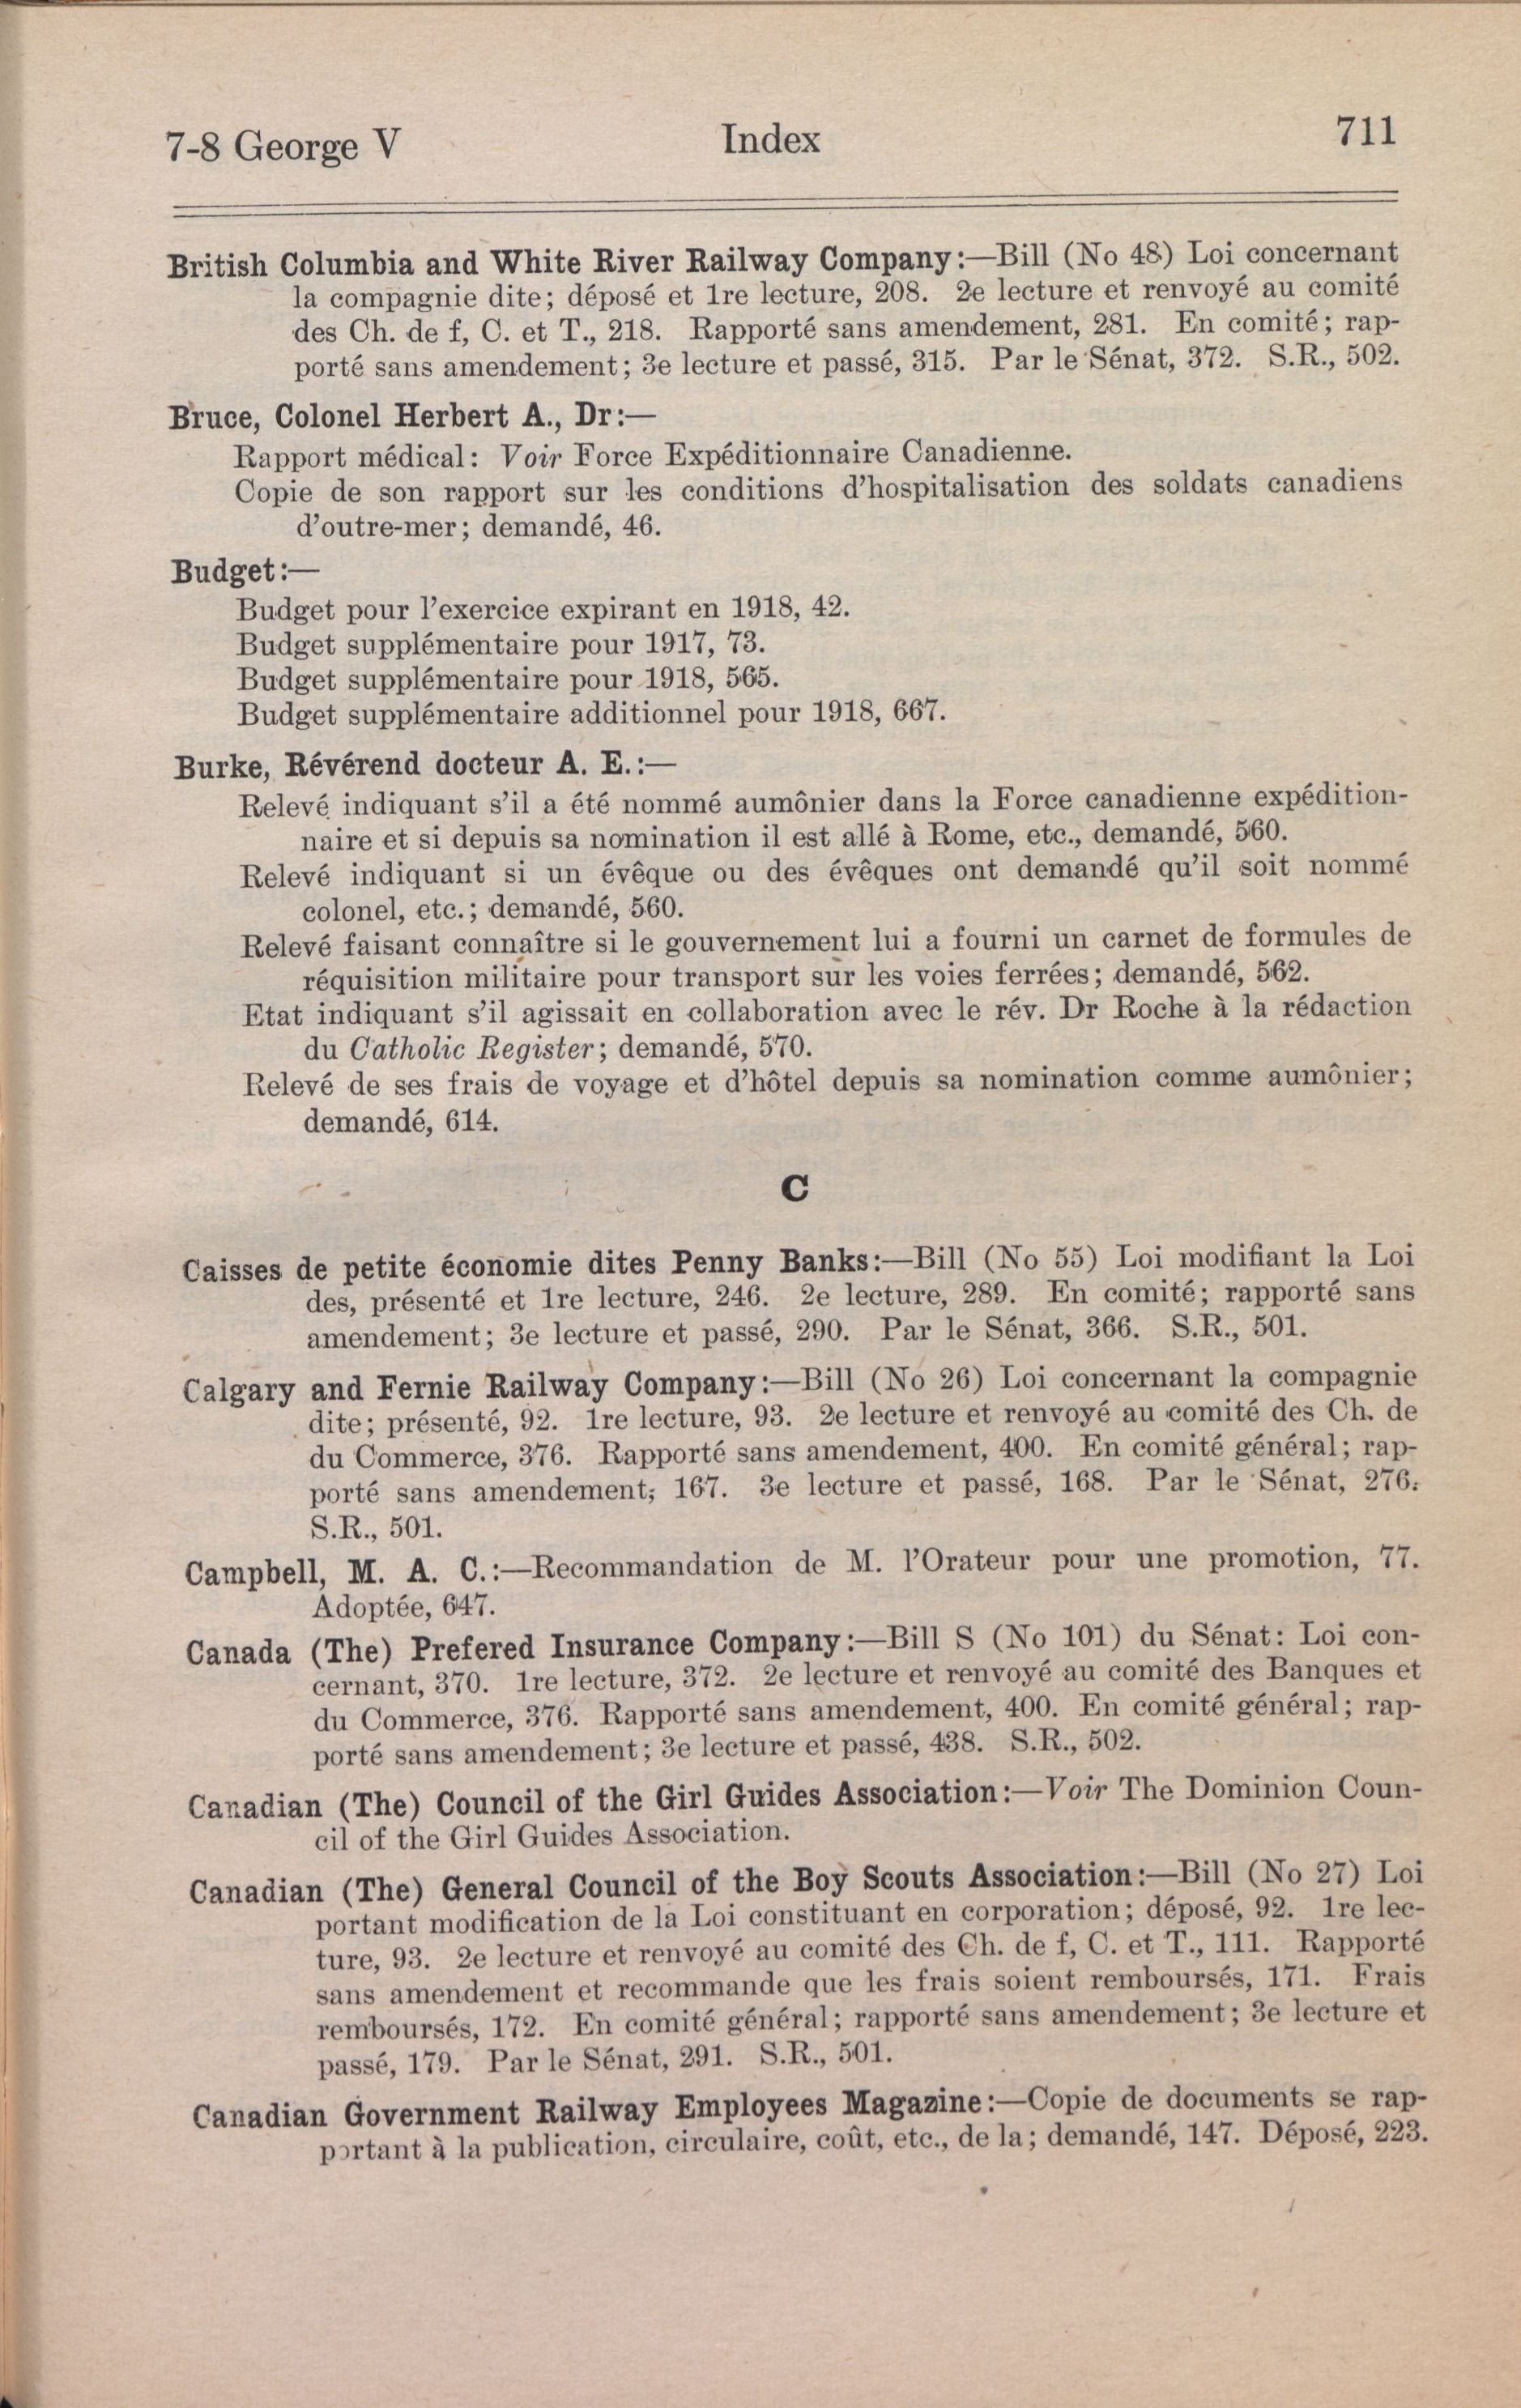 7-8 George V Index 711
British Columbia and White River Railway Company:—Bill (No 48) Loi concernant
la compagnie dite; déposé et 1re lecture, 208. 2e lecture et renvoyé au comité
des Ch. de f, C. et T., 218. Rapporté sans amendement, 281. En comité; rap-
porté sans amendement; 3e lecture et passé, 315. Par le Sénat, 372. S.R., 502.
Bruce, Colonel Herbert A., Dr:—
Rapport médical: Voir Force Expéditionnaire Canadienne.
Copie de son rapport sur les conditions d'hospitalisation des soldats canadiens
d'outre-mer; demandé, 46.
Budget:—
Budget pour l'exercice expirant en 1918, 42.
Budget supplémentaire pour 1917, 73.
Budget supplémentaire pour 1918, 565.
Budget supplémentaire additionnel pour 1918, 667.
Burke, Révérend docteur A. E.:—
Relevé indiquant s'il a été nommé aumônier dans la Force canadienne expédition-
naire et si depuis sa nomination il est allé à Rome, etc., demandé, 560.
Relevé indiquant si un évêque ou des évêques ont demandé qu'il soit nommé
colonel, etc.; demandé, 560.
Relevé faisant connaître si le gouvernement lui a fourni un carnet de formules de
réquisition militaire pour transport sur les voies ferrées; demandé, 562.
Etat indiquant s'il agissait en collaboration avec le rév. Dr Roche à la rédaction
du Catholic Register; demandé, 570.
Relevé de ses frais de voyage et d'hôtel depuis sa nomination comme aumônier;
demandé, 614.
C
Caisses de petite économie dites Penny Banks:—Bill (No 55) Loi modifiant la Loi
des, présenté et 1re lecture, 246. 2e lecture, 289. En comité; rapporté sans
amendement; 3e lecture et passé, 290. Par le Sénat, 366. S.R., 501.
Calgary and Fernie Railway Company:—Bill (No 26) Loi concernant la compagnie
dite; présenté, 92. 1re lecture, 93. 2e lecture et renvoyé au comité des Ch. de
du Commerce, 376. Rapporté sans amendement, 400. En comité général; rap-
porté sans amendement; 167. 3e lecture et passé, 168. Par le Sénat, 276.
S.R., 501.
Campbell, M. A. C.:—Recommandation de M. l'Orateur pour une promotion, 77.
Adoptée, 647.
Canada (The) Prefered Insurance Company:—Bill S (No 101) du Sénat: Loi con-
cernant, 370. 1re lecture, 372. 2e lecture et renvoyé au comité des Banques et
du Commerce, 376. Rapporté sans amendement, 400. En comité général; rap-
porté sans amendement; 3e lecture et passé, 438. S.R., 502.
Canadian (The) Council of the Girl Guides Association:—Voir The Dominion Coun-
cil of the Girl Guides Association.
Canadian (The) General Council of the Boy Scouts Association:—Bill (No 27) Loi
portant modification de la Loi constituant en corporation; déposé, 92. 1re lec-
ture, 93. 2e lecture et renvoyé au comité des Ch. de f, C. et T., 111. Rapporté
sans amendement et recommande que les frais soient remboursés, 171. Frais
remboursés, 172. En comité général; rapporté sans amendement; 3e lecture et
passé, 179. Par le Sénat, 291. S.R., 501.
Canadian Government Railway Employees Magazine:—Copie de documents se rap-
portant à la publication, circulaire, coût, etc., de la; demandé, 147. Déposé, 223.